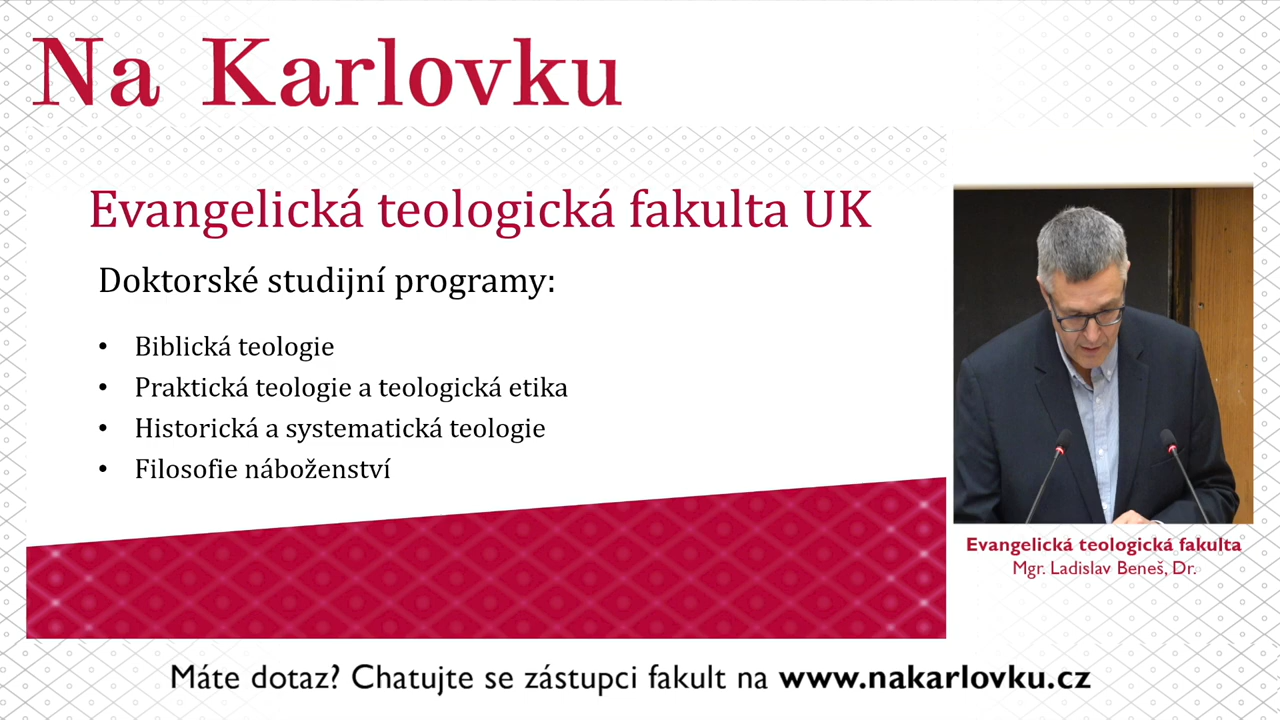 Na Karlovku
Evangelická teologická fakulta UK
Doktorské studijní programy:
• Biblická teologie
• Praktická teologie a teologická etika
• Historická a systematická teologie
• Filosofie náboženství
Evangelická teologická fakulta
Mgr. Ladislav Beneš, Dr.
Máte dotaz? Chatujte se zástupci fakult na www.nakarlovku.cz